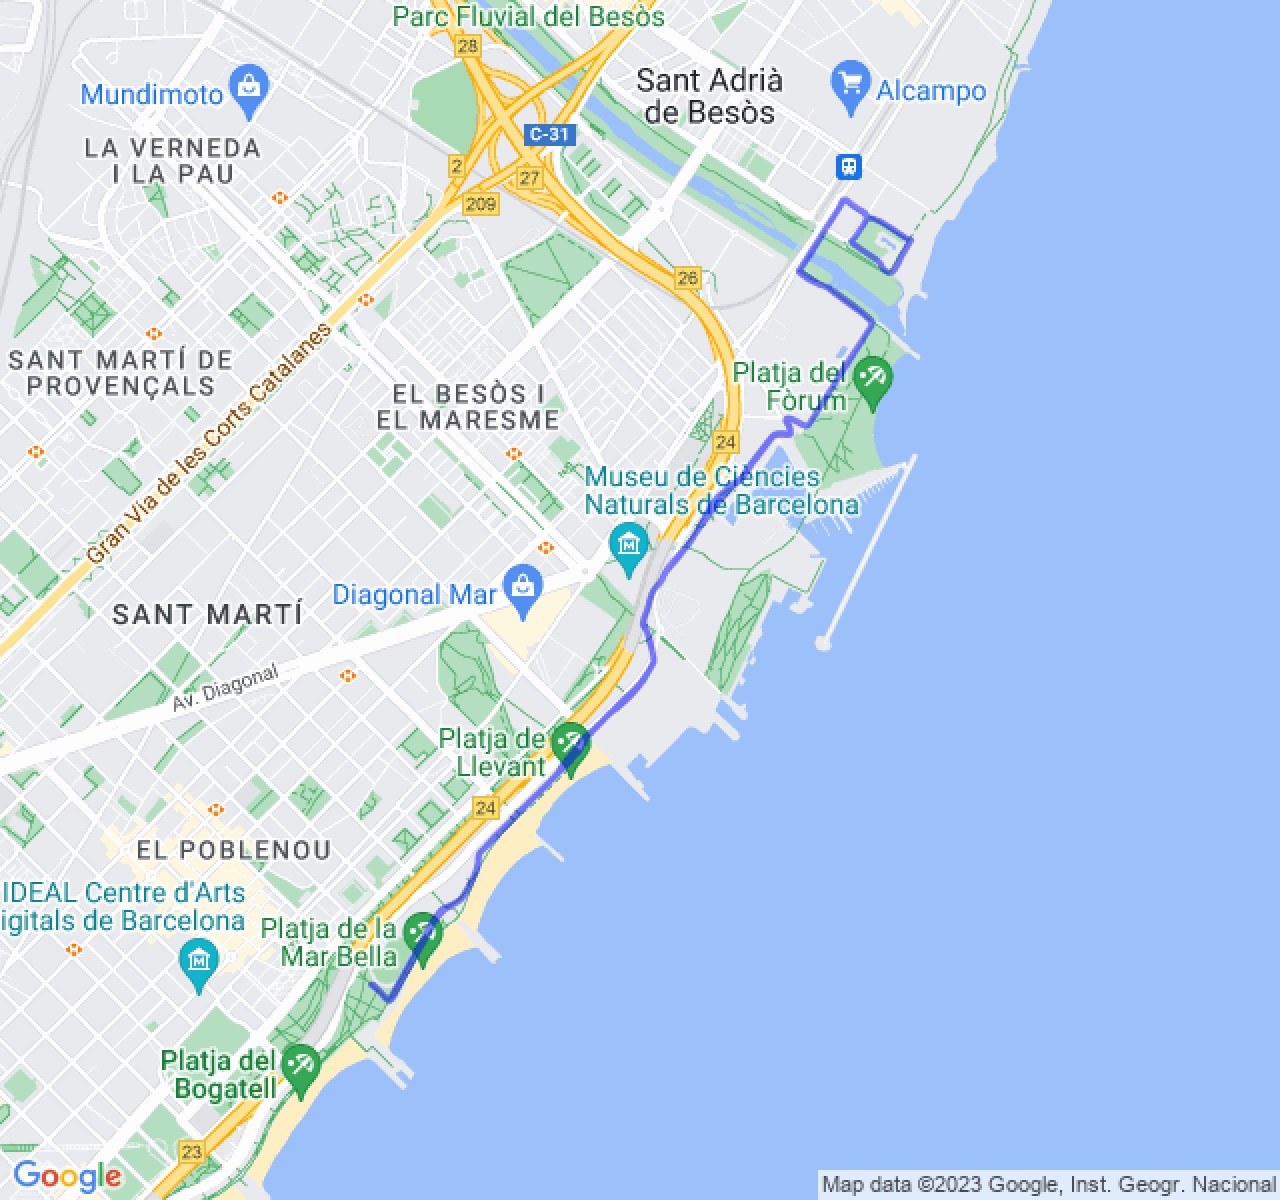 Parc Fluvial del Besòs
28
Sant Adrià
de Besòs
Mundimoto
Alcampo
C-31
LA VERNEDA
I LA PAU
2
27
209
26
SANT MARTÍ DE
PROVENÇALS
Gran Via de les Corts Catalanes
EL BESÒS I
EL MARESME
Platja del
Fòrum
24
Museu de Ciències
Naturals de Barcelona
Diagonal Mar
SANT MARTÍ
Av. Diagonal
Platja de
Llevant
24
EL POBLENOU
IDEAL Centre d'Arts
igitals de Barcelona
Platja de la
Mar Bella
Platja del
Bogatell
23
Google
Map data ©2023 Google, Inst. Geogr. Nacional